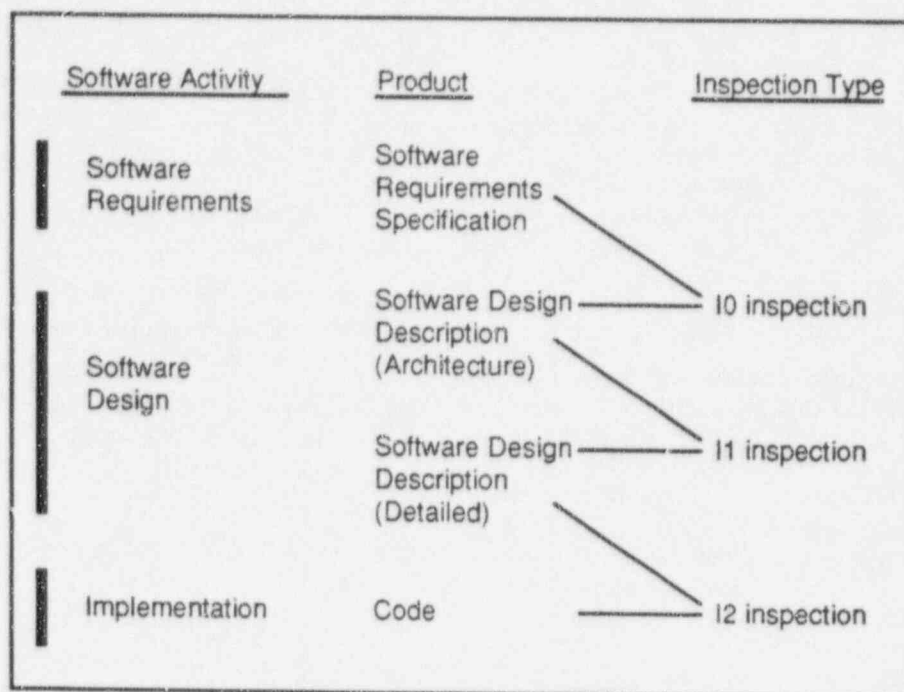 Software Activity
Product
Inspection Type
Software
Requirements
Software
Requirements
Specification
Software Design
Description
(Architecture)
I0 inspection
Software
Design
Software Design
Description
(Detailed)
I1 inspection
Implementation
Code
I2 inspection